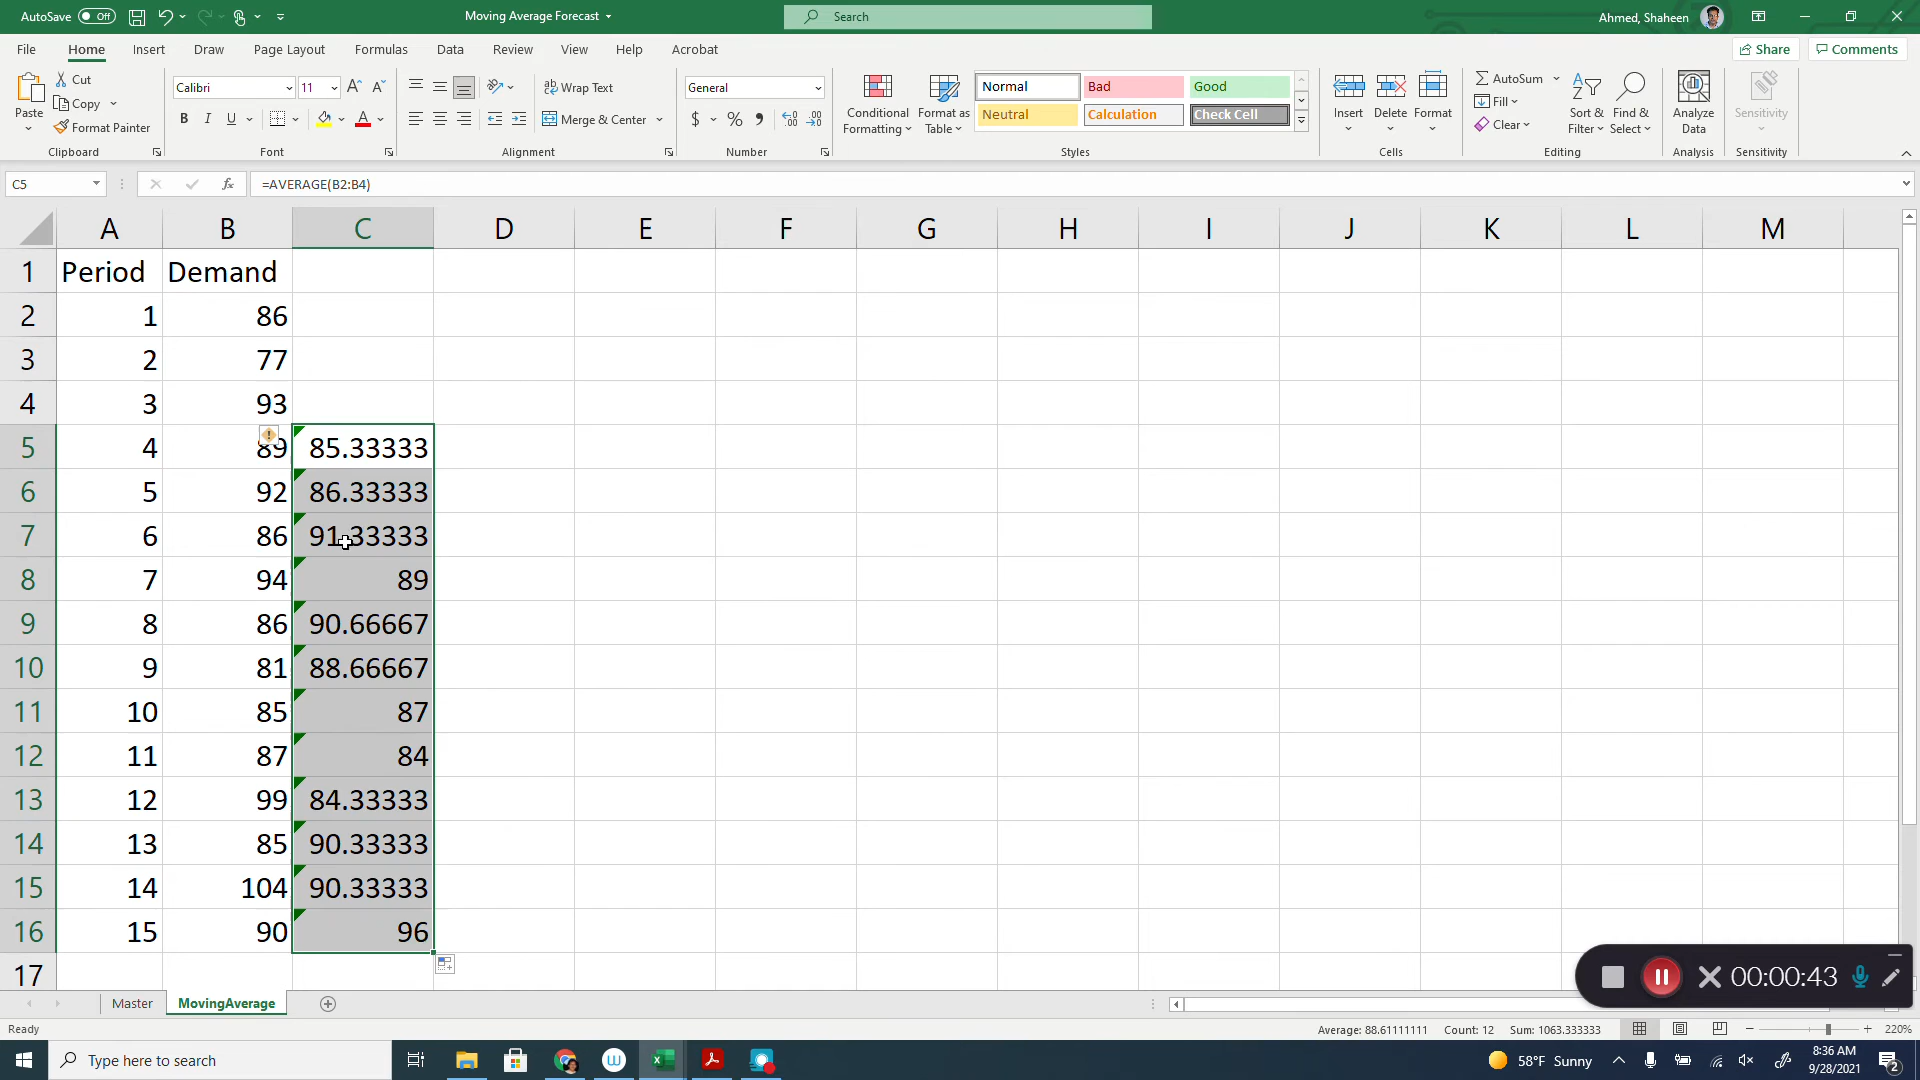 AutoSave Off Moving Average Forecast Search Ahmed, Shaheen
File Home Insert Draw Page Layout Formulas Data Review View Help Acrobat Share Comments
Paste Cut Copy Format Painter Clipboard
Calibri 11 B I U Font
Wrap Text Merge & Center Alignment
General $ % Number
Conditional Formatting Format as Table Normal Bad Good Neutral Calculation Check Cell Styles
Insert Delete Format Cells
AutoSum Fill Clear Sort & Filter Find & Select Editing
Analyze Data Analysis
Sensitivity Sensitivity
C5 fx =AVERAGE(B2:B4)
A B C D E F G H I J K L M
1 Period Demand
2 1 86
3 2 77
4 3 93
5 4 89 85.33333
6 5 92 86.33333
7 6 86 91.33333
8 7 94 89
9 8 86 90.66667
10 9 81 88.66667
11 10 85 87
12 11 87 84
13 12 99 84.33333
14 13 85 90.33333
15 14 104 90.33333
16 15 90 96
17
00:00:43
Master MovingAverage
Ready Average: 88.61111111 Count: 12 Sum: 1063.333333 220%
Type here to search 58°F Sunny 8:36 AM
9/28/2021 2